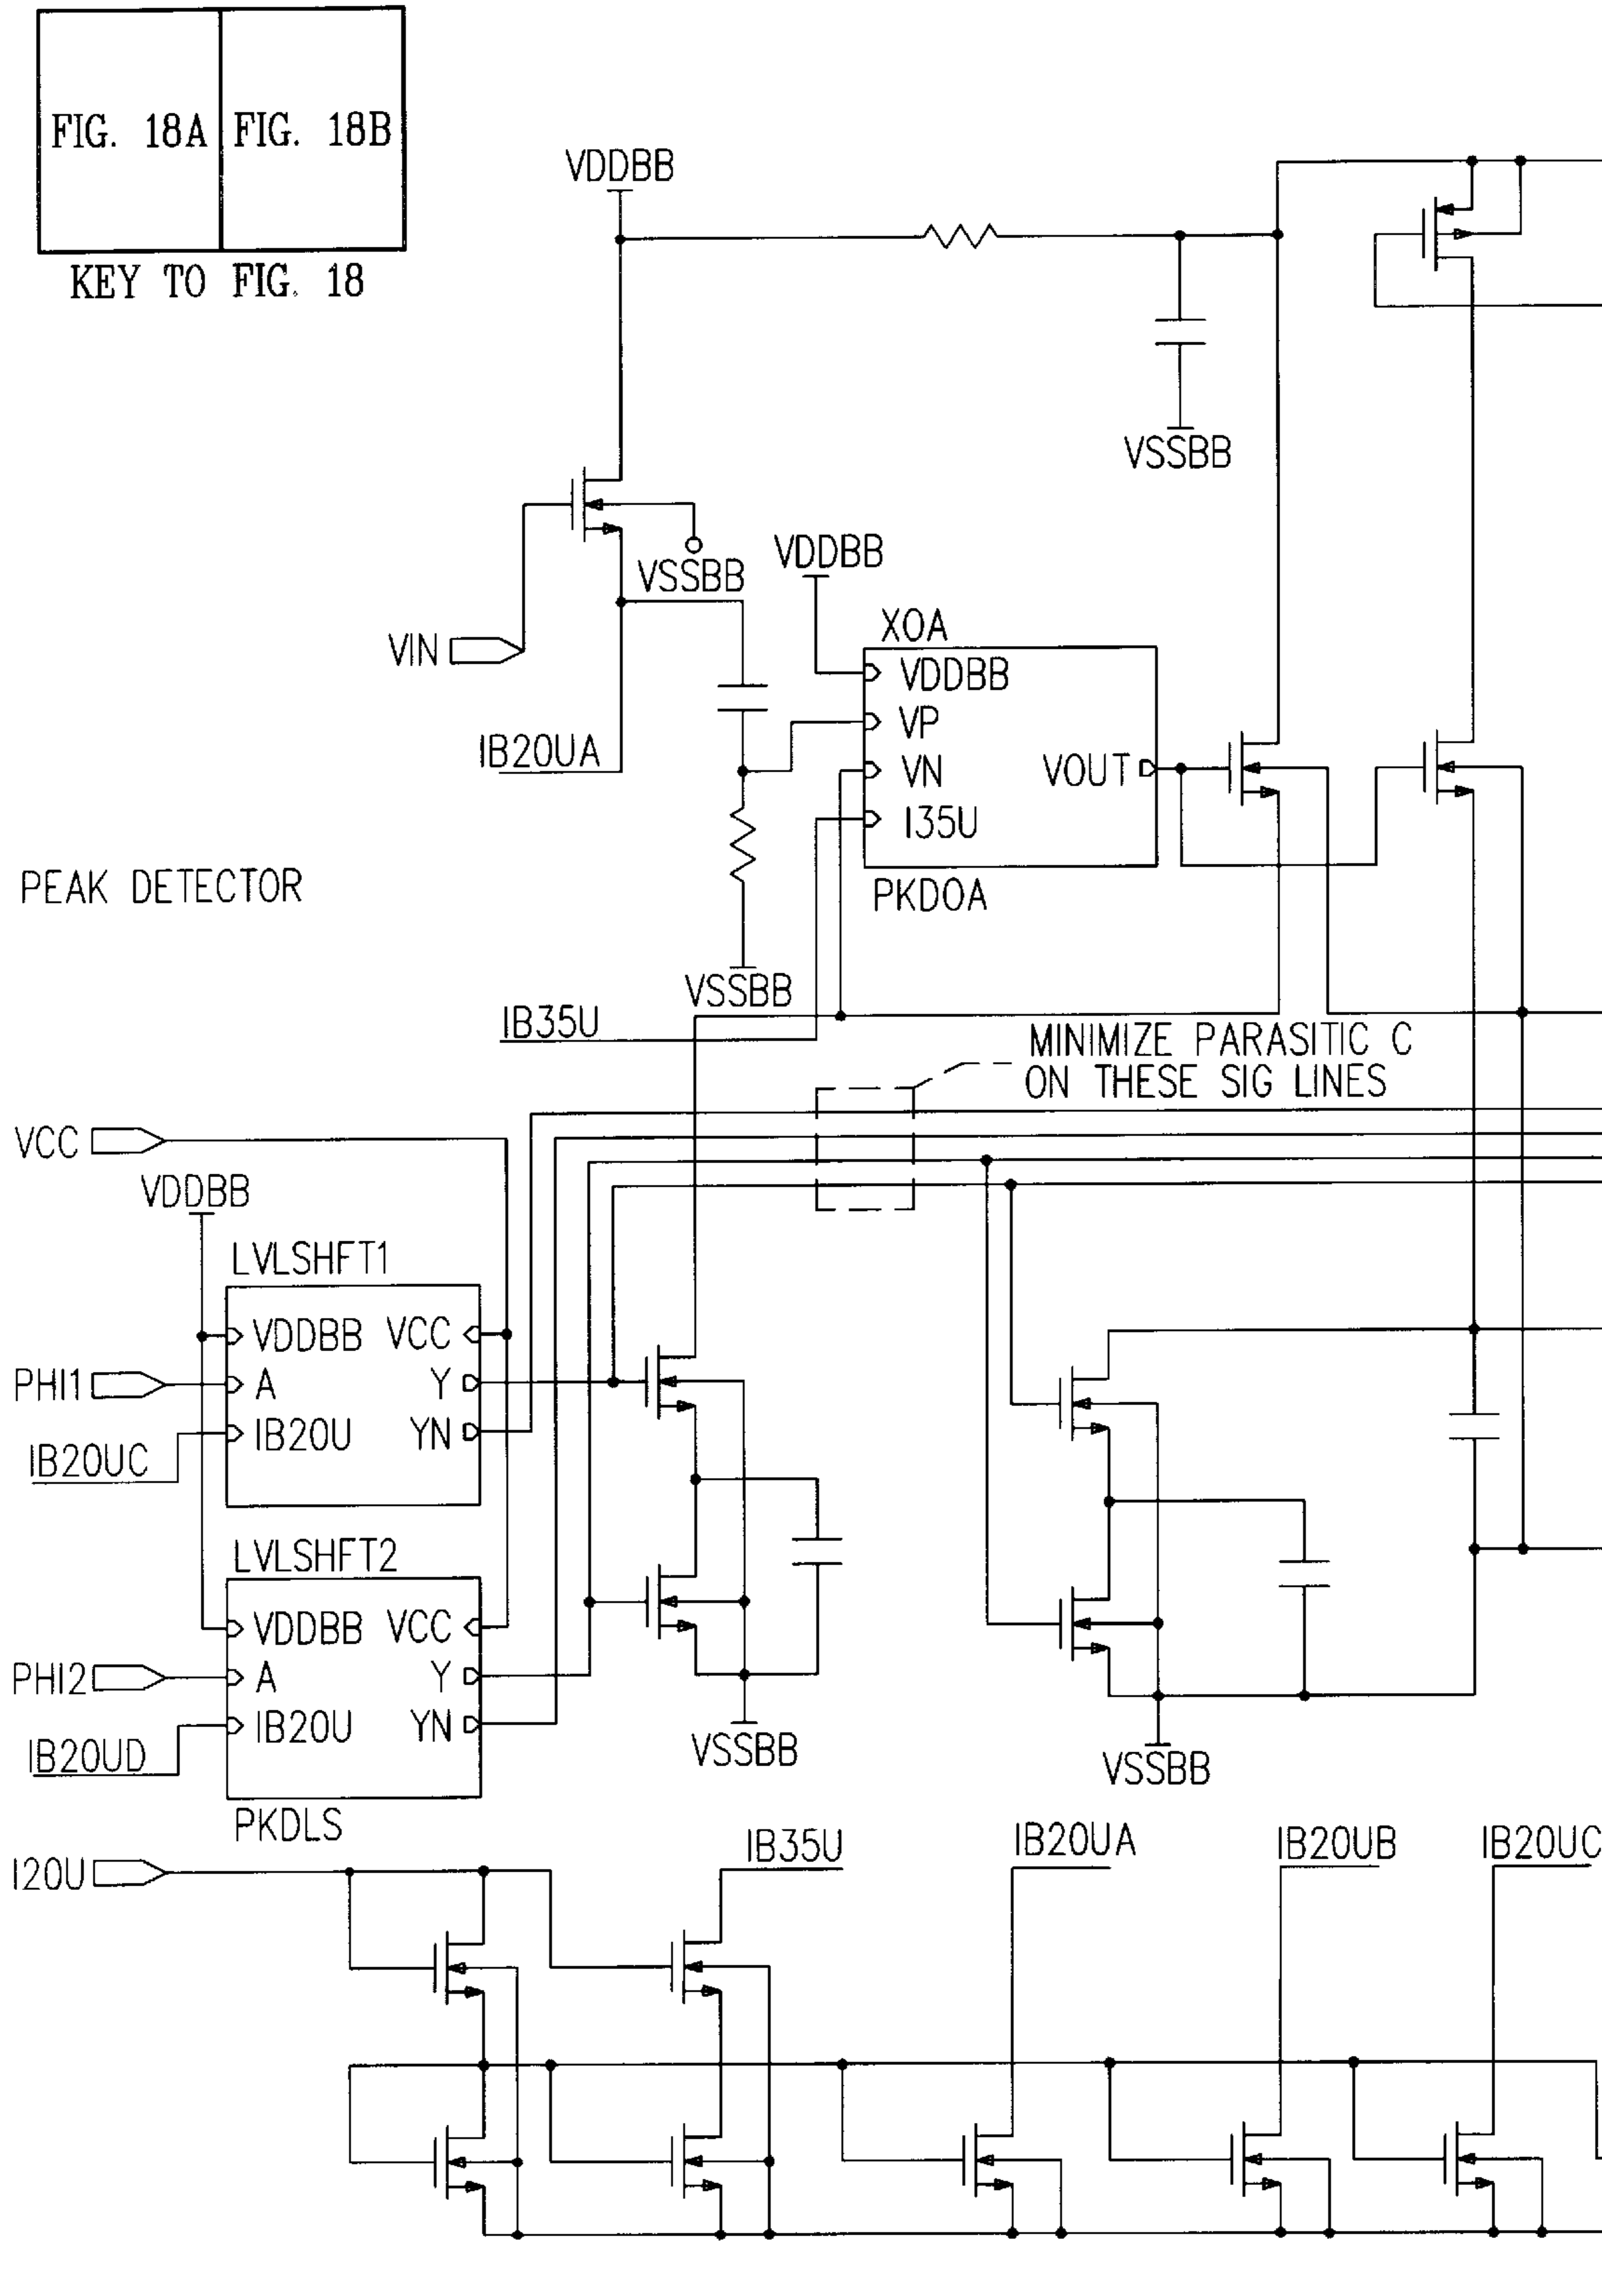 FIG. 18A
FIG. 18B
KEY TO FIG. 18
VDDBB
VSSBB
VSSBB
VDDBB
VIN
X0A
VDDBB
VP
VN
I35U
VOUT
IB20UA
PKDOA
PEAK DETECTOR
VSSBB
IB35U
MINIMIZE PARASITIC C
ON THESE SIG LINES
VCC
VDDBB
LVLSHFT1
VDDBB VCC
PHI1
A Y
IB20U YN
IB20UC
LVLSHFT2
VDDBB VCC
PHI2
A Y
IB20U YN
IB20UD
VSSBB
VSSBB
PKDLS
I20U
IB35U
IB20UA
IB20UB
IB20UC